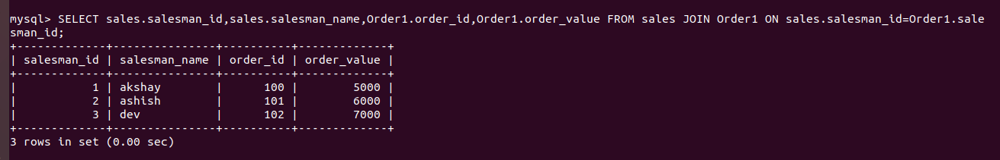 mysql> SELECT sales.salesman_id,sales.salesman_name,Order1.order_id,Order1.order_value FROM sales JOIN Order1 ON sales.salesman_id=Order1.sale
sman_id;
+-------------+---------------+----------+-------------+
| salesman_id | salesman_name | order_id | order_value |
+-------------+---------------+----------+-------------+
|           1 | akshay        |      100 |        5000 |
|           2 | ashish        |      101 |        6000 |
|           3 | dev           |      102 |        7000 |
+-------------+---------------+----------+-------------+
3 rows in set (0.00 sec)